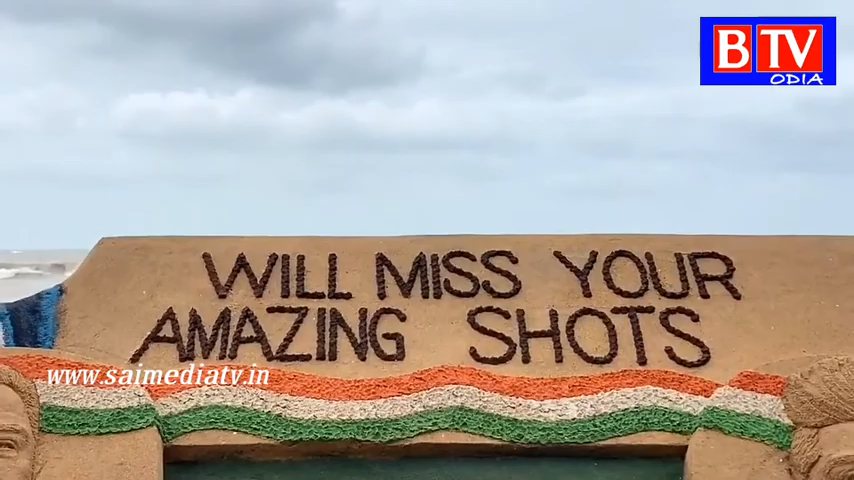 BTV
ODIA
WILL MISS YOUR
AMAZING SHOTS
www.saimediatv.in